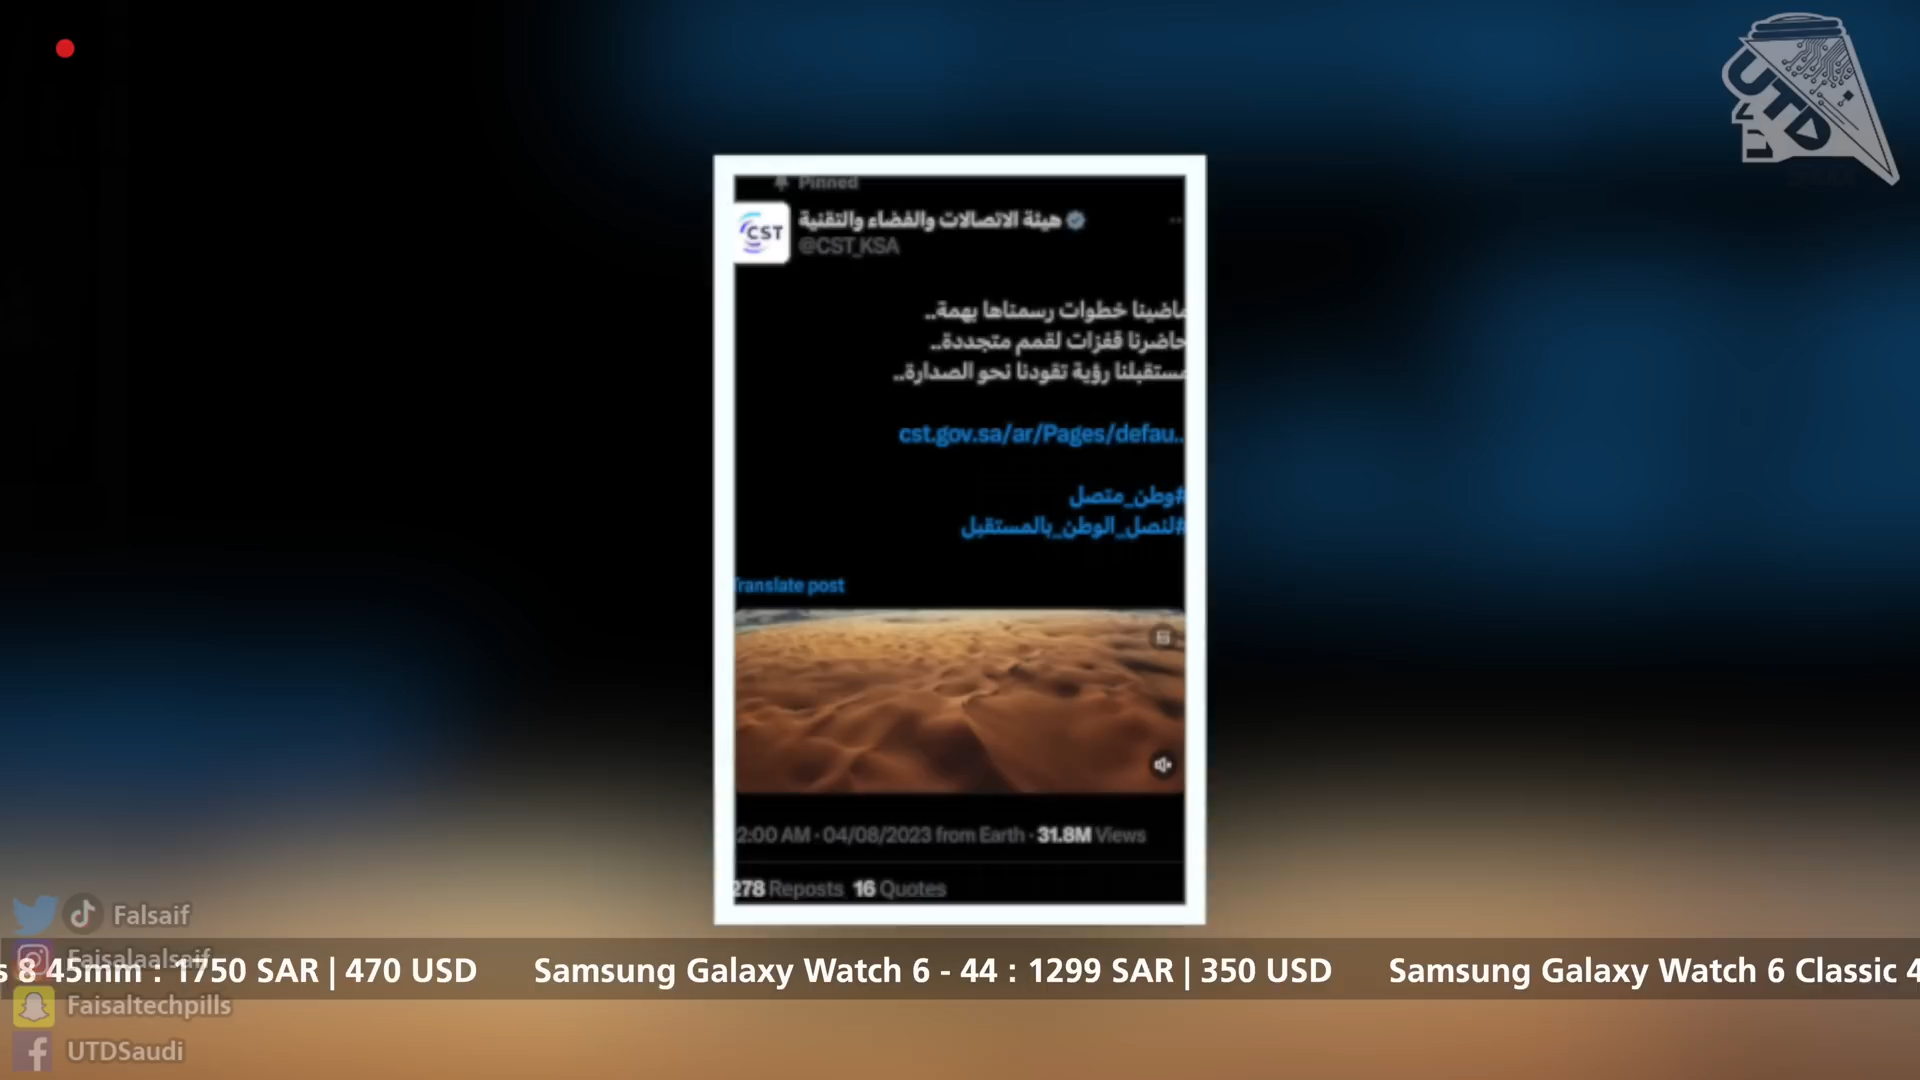 UTD
Pinned
CST
هيئة الاتصالات والفضاء والتقنية
@CST_KSA
ماضينا خطوات رسمناها بهمة..
حاضرنا قفزات لقمم متجددة..
مستقبلنا رؤية تقودنا نحو الصدارة..
cst.gov.sa/ar/Pages/defau..
#وطن_متصل
#لنصل_الوطن_بالمستقبل
Translate post
2:00 AM · 04/08/2023 from Earth · 31.8M Views
278 Reposts 16 Quotes
Falsaif
Faisalaalsaif
s 8 45mm : 1750 SAR | 470 USD Samsung Galaxy Watch 6 - 44 : 1299 SAR | 350 USD Samsung Galaxy Watch 6 Classic 4
Faisaltechpills
UTDSaudi